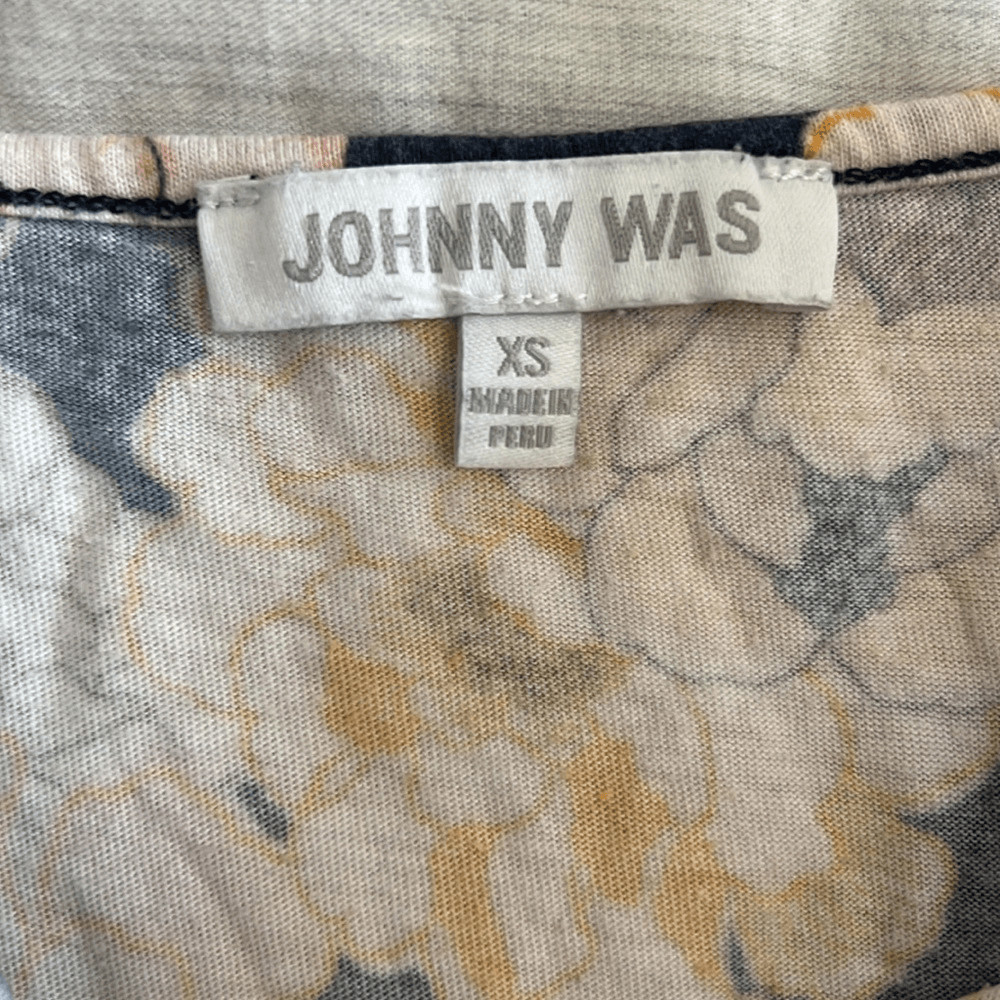 JOHNNY WAS
XS
MADE IN
PERU